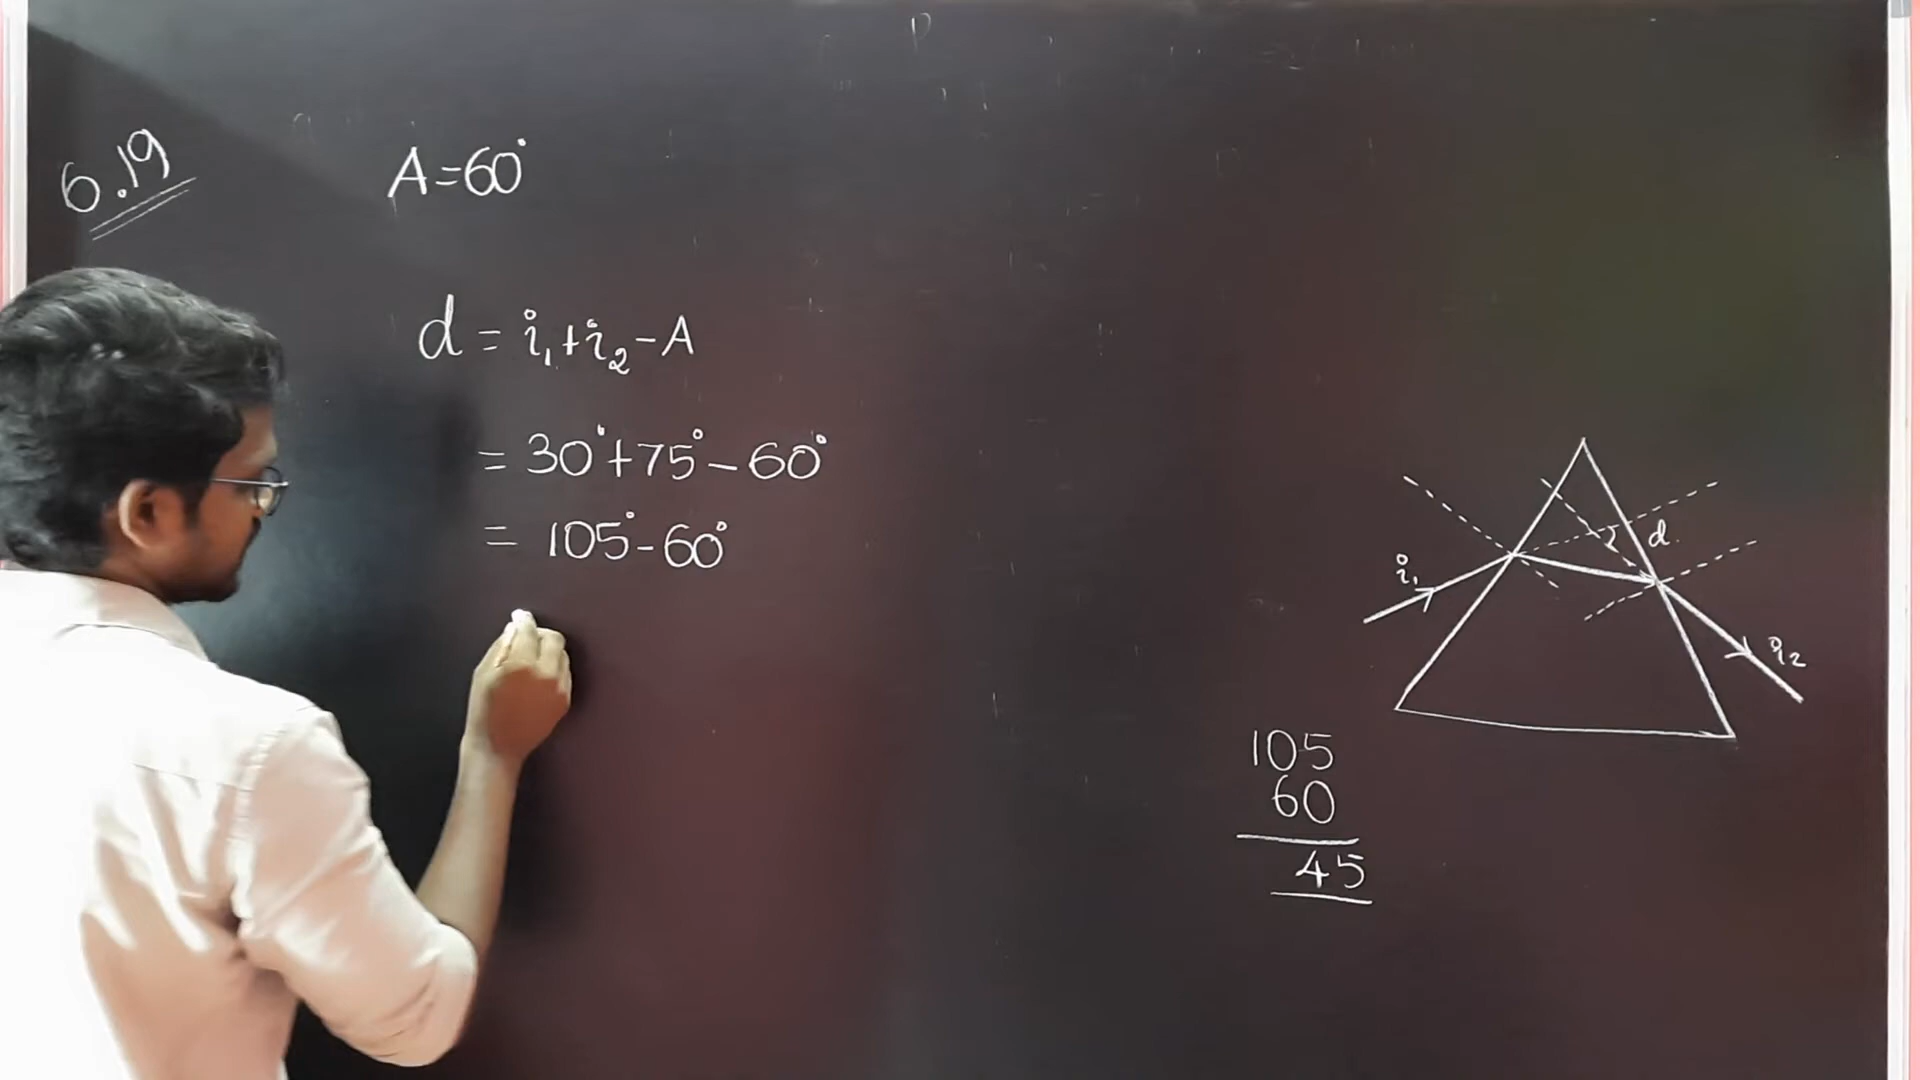 6.19
A=60°
d = i₁+i₂-A
= 30°+75°-60°
= 105°-60°
i₁
d
i₂
105
60
45